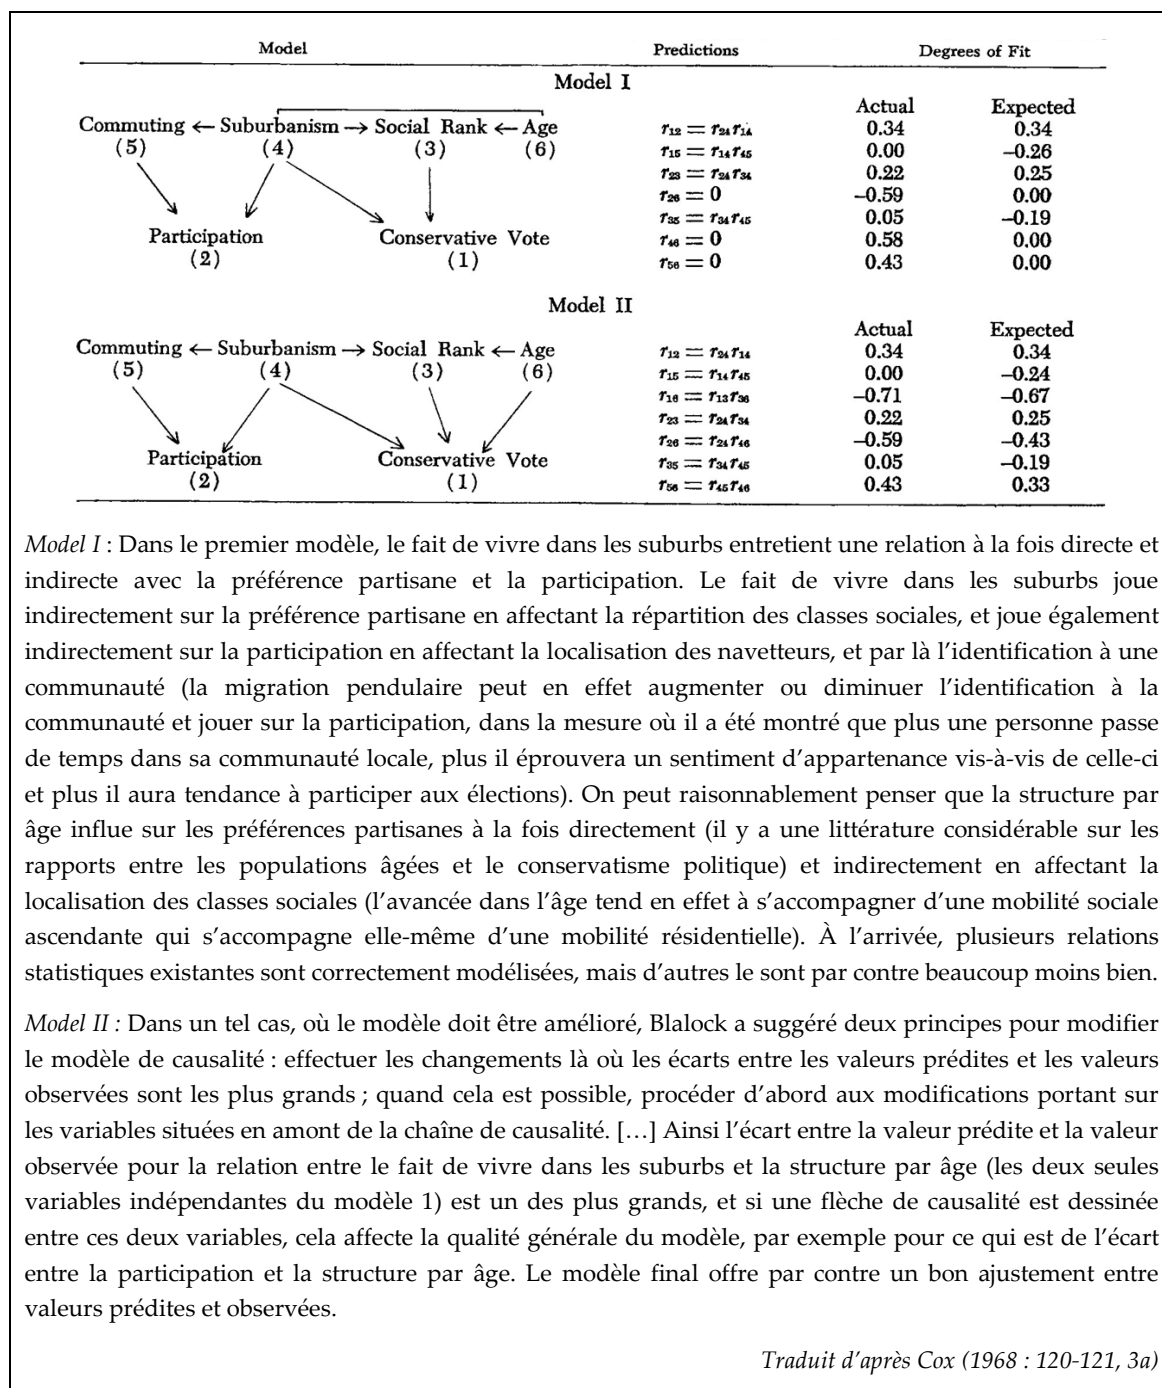 Model Predictions Degrees of Fit
Model I
Actual Expected
Commuting ← Suburbanism → Social Rank ← Age r12 = r24r14 0.34 0.34
(5) (4) (3) (6) r15 = r14r45 0.00 –0.26
r23 = r24r34 0.22 0.25
r26 = 0 –0.59 0.00
r35 = r34r45 0.05 –0.19
Participation Conservative Vote r46 = 0 0.58 0.00
(2) (1) r56 = 0 0.43 0.00
Model II
Actual Expected
Commuting ← Suburbanism → Social Rank ← Age r12 = r24r14 0.34 0.34
(5) (4) (3) (6) r15 = r14r45 0.00 –0.24
r16 = r13r36 –0.71 –0.67
r23 = r24r34 0.22 0.25
r26 = r24r46 –0.59 –0.43
Participation Conservative Vote r35 = r34r45 0.05 –0.19
(2) (1) r56 = r45r46 0.43 0.33
Model I : Dans le premier modèle, le fait de vivre dans les suburbs entretient une relation à la fois directe et
indirecte avec la préférence partisane et la participation. Le fait de vivre dans les suburbs joue
indirectement sur la préférence partisane en affectant la répartition des classes sociales, et joue également
indirectement sur la participation en affectant la localisation des navetteurs, et par là l’identification à une
communauté (la migration pendulaire peut en effet augmenter ou diminuer l’identification à la
communauté et jouer sur la participation, dans la mesure où il a été montré que plus une personne passe
de temps dans sa communauté locale, plus il éprouvera un sentiment d’appartenance vis-à-vis de celle-ci
et plus il aura tendance à participer aux élections). On peut raisonnablement penser que la structure par
âge influe sur les préférences partisanes à la fois directement (il y a une littérature considérable sur les
rapports entre les populations âgées et le conservatisme politique) et indirectement en affectant la
localisation des classes sociales (l’avancée dans l’âge tend en effet à s’accompagner d’une mobilité sociale
ascendante qui s’accompagne elle-même d’une mobilité résidentielle). À l’arrivée, plusieurs relations
statistiques existantes sont correctement modélisées, mais d’autres le sont par contre beaucoup moins bien.
Model II : Dans un tel cas, où le modèle doit être amélioré, Blalock a suggéré deux principes pour modifier
le modèle de causalité : effectuer les changements là où les écarts entre les valeurs prédites et les valeurs
observées sont les plus grands ; quand cela est possible, procéder d’abord aux modifications portant sur
les variables situées en amont de la chaîne de causalité. […] Ainsi l’écart entre la valeur prédite et la valeur
observée pour la relation entre le fait de vivre dans les suburbs et la structure par âge (les deux seules
variables indépendantes du modèle 1) est un des plus grands, et si une flèche de causalité est dessinée
entre ces deux variables, cela affecte la qualité générale du modèle, par exemple pour ce qui est de l’écart
entre la participation et la structure par âge. Le modèle final offre par contre un bon ajustement entre
valeurs prédites et observées.
Traduit d’après Cox (1968 : 120-121, 3a)